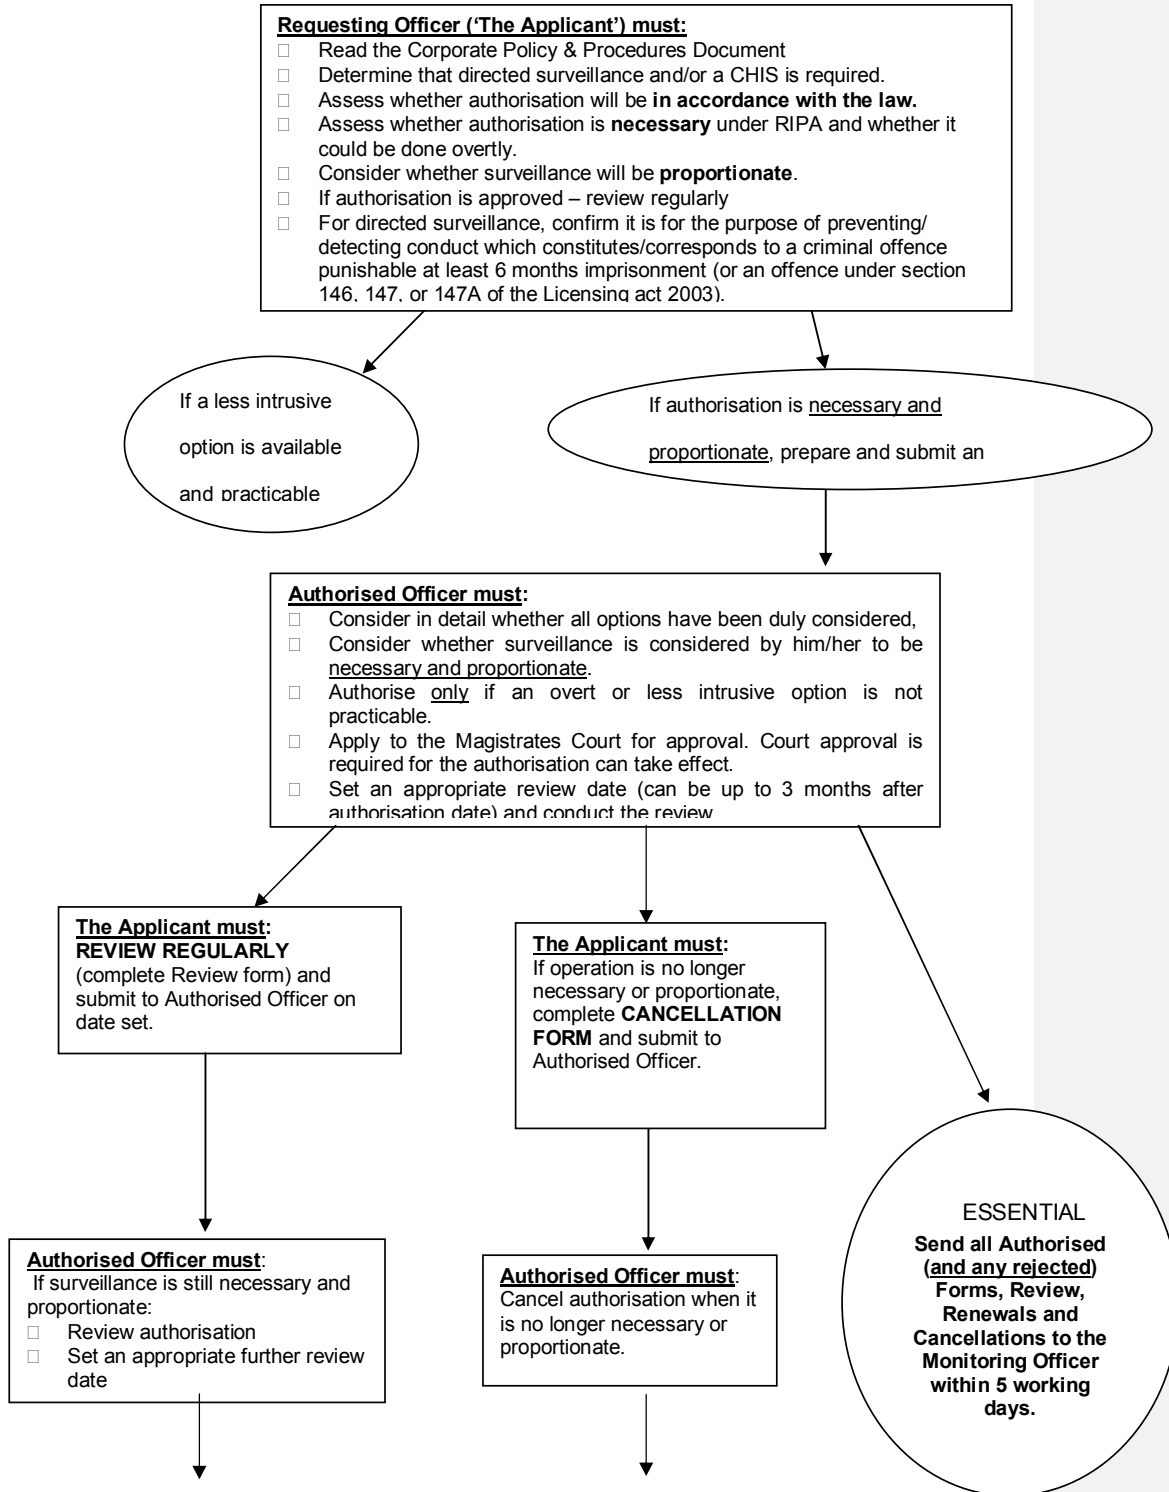 Requesting Officer (‘The Applicant’) must:
□ Read the Corporate Policy & Procedures Document
□ Determine that directed surveillance and/or a CHIS is required.
□ Assess whether authorisation will be in accordance with the law.
□ Assess whether authorisation is necessary under RIPA and whether it
could be done overtly.
□ Consider whether surveillance will be proportionate.
□ If authorisation is approved – review regularly
□ For directed surveillance, confirm it is for the purpose of preventing/
detecting conduct which constitutes/corresponds to a criminal offence
punishable at least 6 months imprisonment (or an offence under section
146, 147, or 147A of the Licensing act 2003).
If a less intrusive
option is available
and practicable
If authorisation is necessary and
proportionate, prepare and submit an
Authorised Officer must:
□ Consider in detail whether all options have been duly considered,
□ Consider whether surveillance is considered by him/her to be
necessary and proportionate.
□ Authorise only if an overt or less intrusive option is not
practicable.
□ Apply to the Magistrates Court for approval. Court approval is
required for the authorisation can take effect.
□ Set an appropriate review date (can be up to 3 months after
authorisation date) and conduct the review
The Applicant must:
REVIEW REGULARLY
(complete Review form) and
submit to Authorised Officer on
date set.
The Applicant must:
If operation is no longer
necessary or proportionate,
complete CANCELLATION
FORM and submit to
Authorised Officer.
Authorised Officer must:
If surveillance is still necessary and
proportionate:
□ Review authorisation
□ Set an appropriate further review
date
Authorised Officer must:
Cancel authorisation when it
is no longer necessary or
proportionate.
ESSENTIAL
Send all Authorised
(and any rejected)
Forms, Review,
Renewals and
Cancellations to the
Monitoring Officer
within 5 working
days.